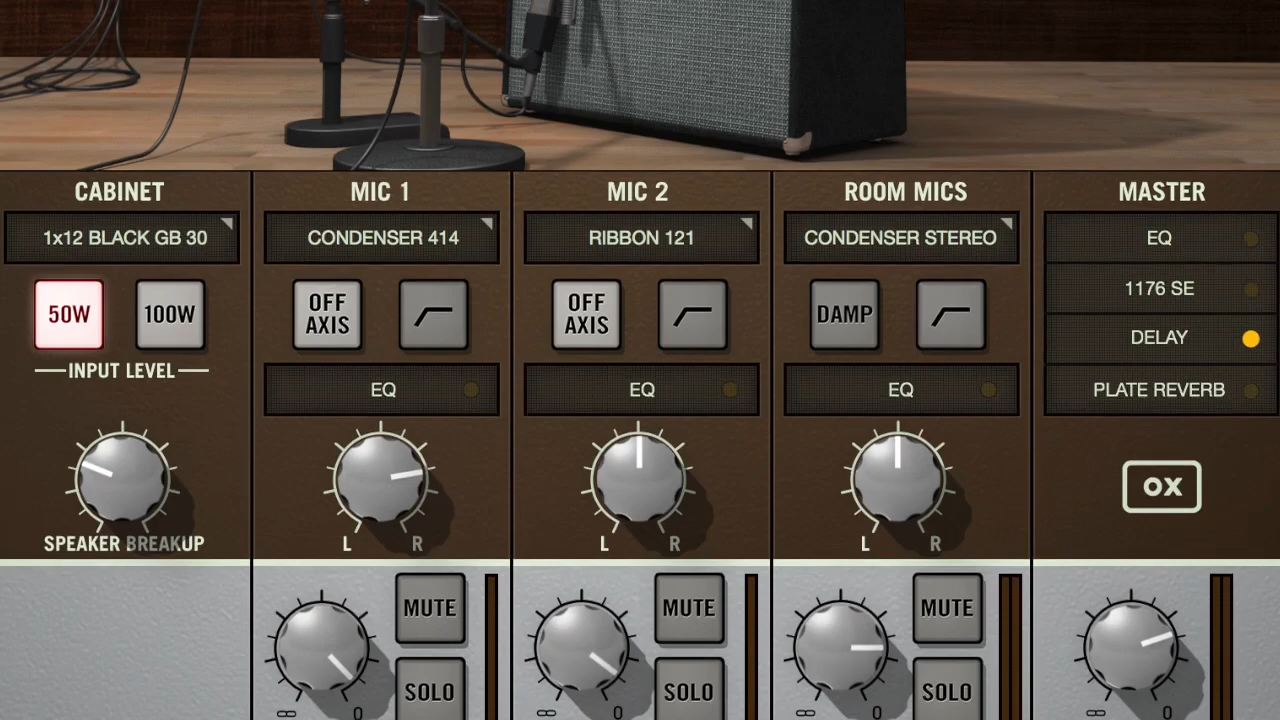 CABINET
MIC 1
MIC 2
ROOM MICS
MASTER
1x12 BLACK GB 30
CONDENSER 414
RIBBON 121
CONDENSER STEREO
EQ
1176 SE
DELAY
PLATE REVERB
50W
100W
OFF
AXIS
OFF
AXIS
DAMP
INPUT LEVEL
EQ
EQ
EQ
OX
SPEAKER BREAKUP
L
R
L
R
L
R
MUTE
MUTE
MUTE
SOLO
SOLO
SOLO
∞
0
∞
0
∞
0
∞
0